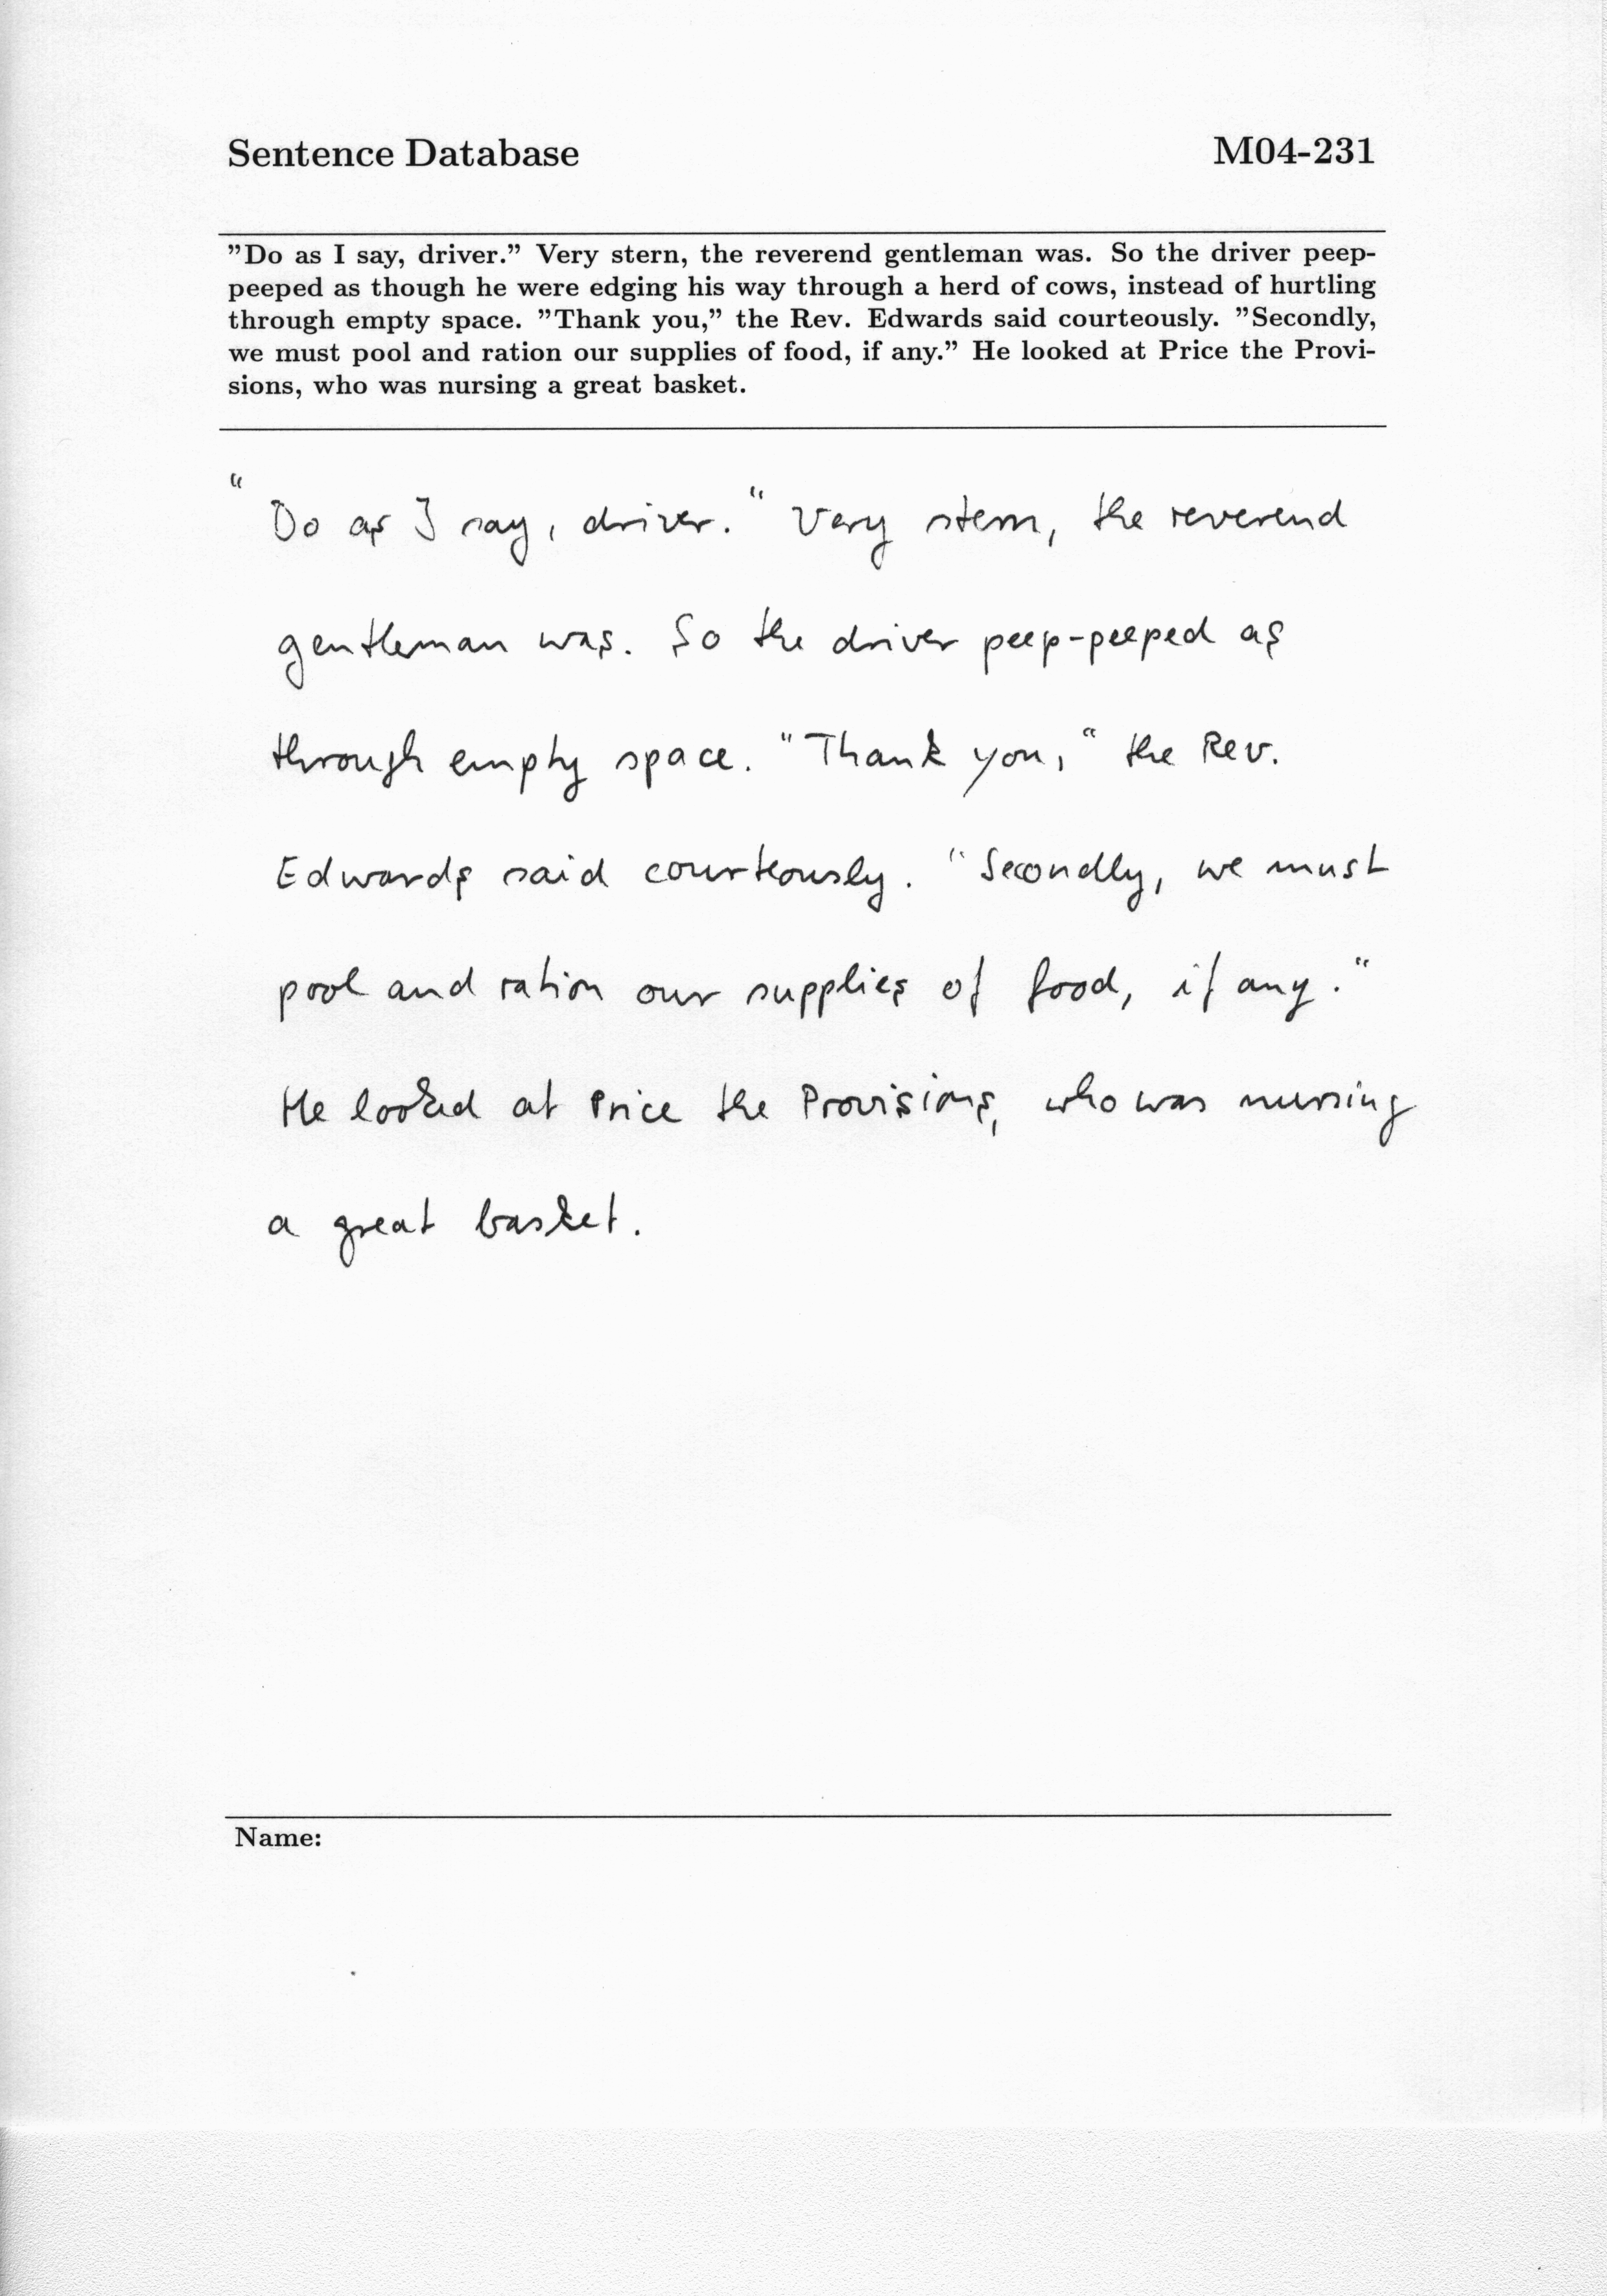 Sentence Database M04-231
"Do as I say, driver." Very stern, the reverend gentleman was. So the driver peep-
peeped as though he were edging his way through a herd of cows, instead of hurtling
through empty space. "Thank you," the Rev. Edwards said courteously. "Secondly,
we must pool and ration our supplies of food, if any." He looked at Price the Provi-
sions, who was nursing a great basket.
"Do as I say, driver." Very stern, the reverend
gentleman was. So the driver peep-peeped as
through empty space. "Thank you," the Rev.
Edwards said courteously. "Secondly, we must
pool and ration our supplies of food, if any."
He looked at Price the Provisions, who was nursing
a great basket.
Name: